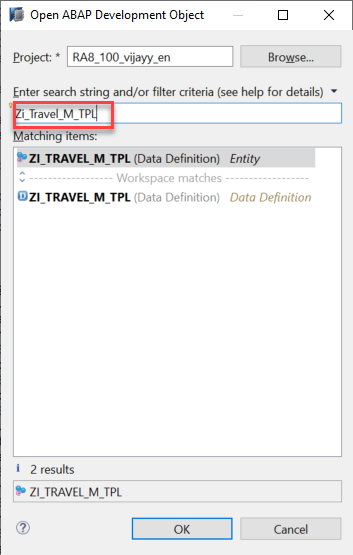 Open ABAP Development Object
Project: * RA8_100_vijayy_en Browse...
Enter search string and/or filter criteria (see help for details)
Zi_Travel_M_TPL
Matching items:
ZI_TRAVEL_M_TPL (Data Definition) Entity
Workspace matches
ZI_TRAVEL_M_TPL (Data Definition) Data Definition
2 results
ZI_TRAVEL_M_TPL
OK Cancel